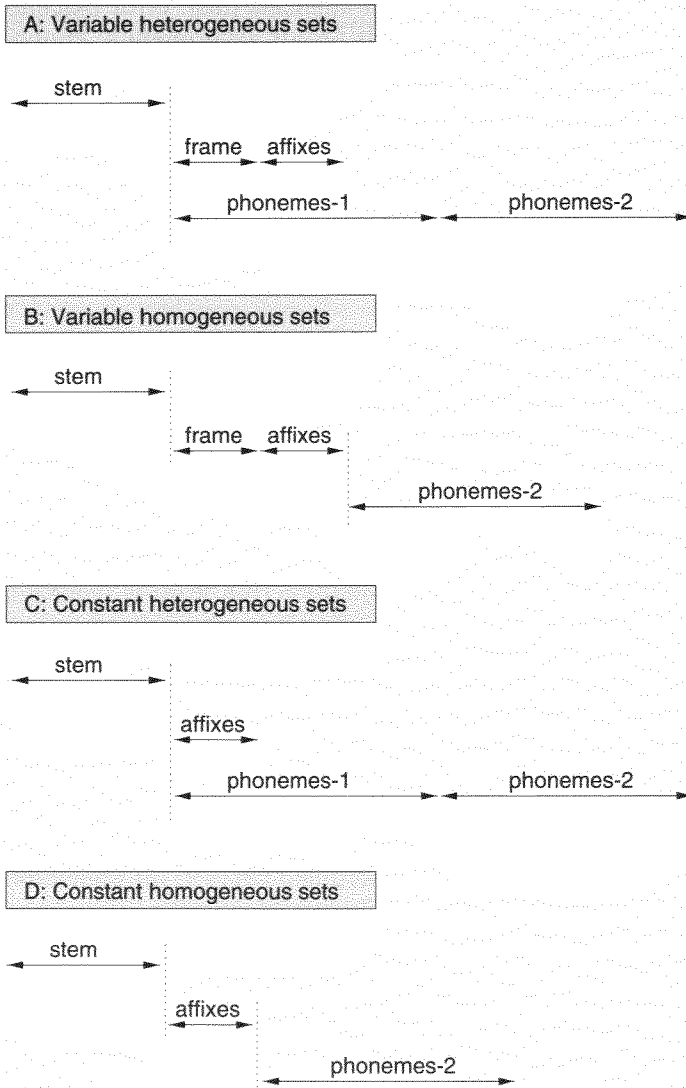 A: Variable heterogeneous sets
stem
frame affixes
phonemes-1 phonemes-2
B: Variable homogeneous sets
stem
frame affixes
phonemes-2
C: Constant heterogeneous sets
stem
affixes
phonemes-1 phonemes-2
D: Constant homogeneous sets
stem
affixes
phonemes-2